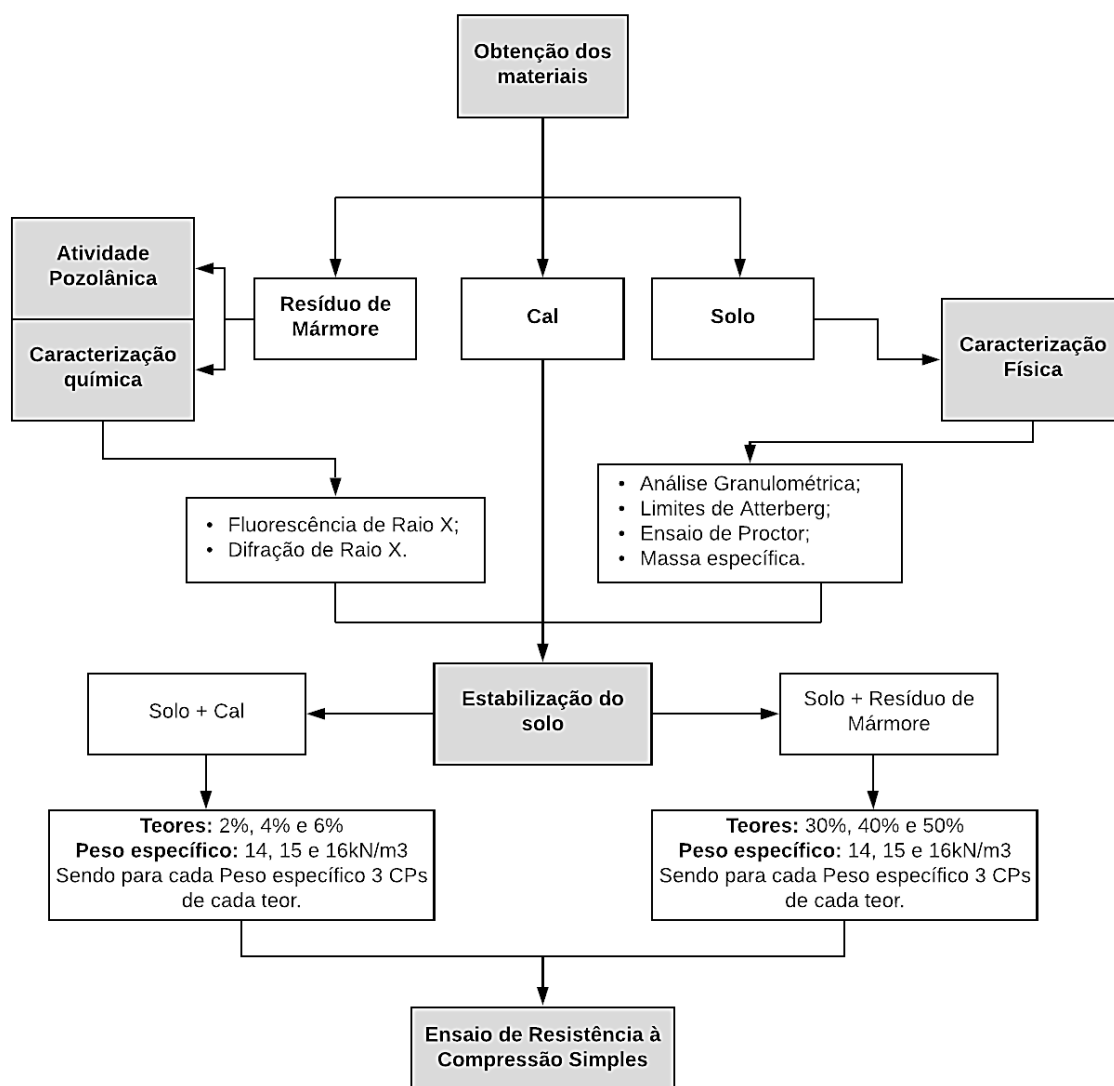 Obtenção dos
materiais
Atividade
Pozolânica
Caracterização
química
Resíduo de
Mármore
Cal
Solo
Caracterização
Física
• Fluorescência de Raio X;
• Difração de Raio X.
• Análise Granulométrica;
• Limites de Atterberg;
• Ensaio de Proctor;
• Massa específica.
Solo + Cal
Estabilização do
solo
Solo + Resíduo de
Mármore
Teores: 2%, 4% e 6%
Peso específico: 14, 15 e 16kN/m3
Sendo para cada Peso específico 3 CPs
de cada teor.
Teores: 30%, 40% e 50%
Peso específico: 14, 15 e 16kN/m3
Sendo para cada Peso específico 3 CPs
de cada teor.
Ensaio de Resistência à
Compressão Simples